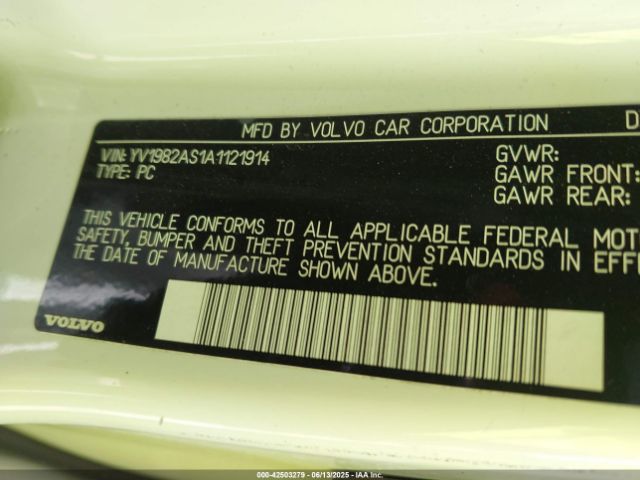 MFD BY VOLVO CAR CORPORATION
VIN: YV1982AS1A1121914
TYPE: PC
GVWR:
GAWR FRONT:
GAWR REAR:
THIS VEHICLE CONFORMS TO ALL APPLICABLE FEDERAL MOT
SAFETY, BUMPER AND THEFT PREVENTION STANDARDS IN EFF
THE DATE OF MANUFACTURE SHOWN ABOVE.
VOLVO
000-42503279 - 06/13/2025 - IAA Inc.